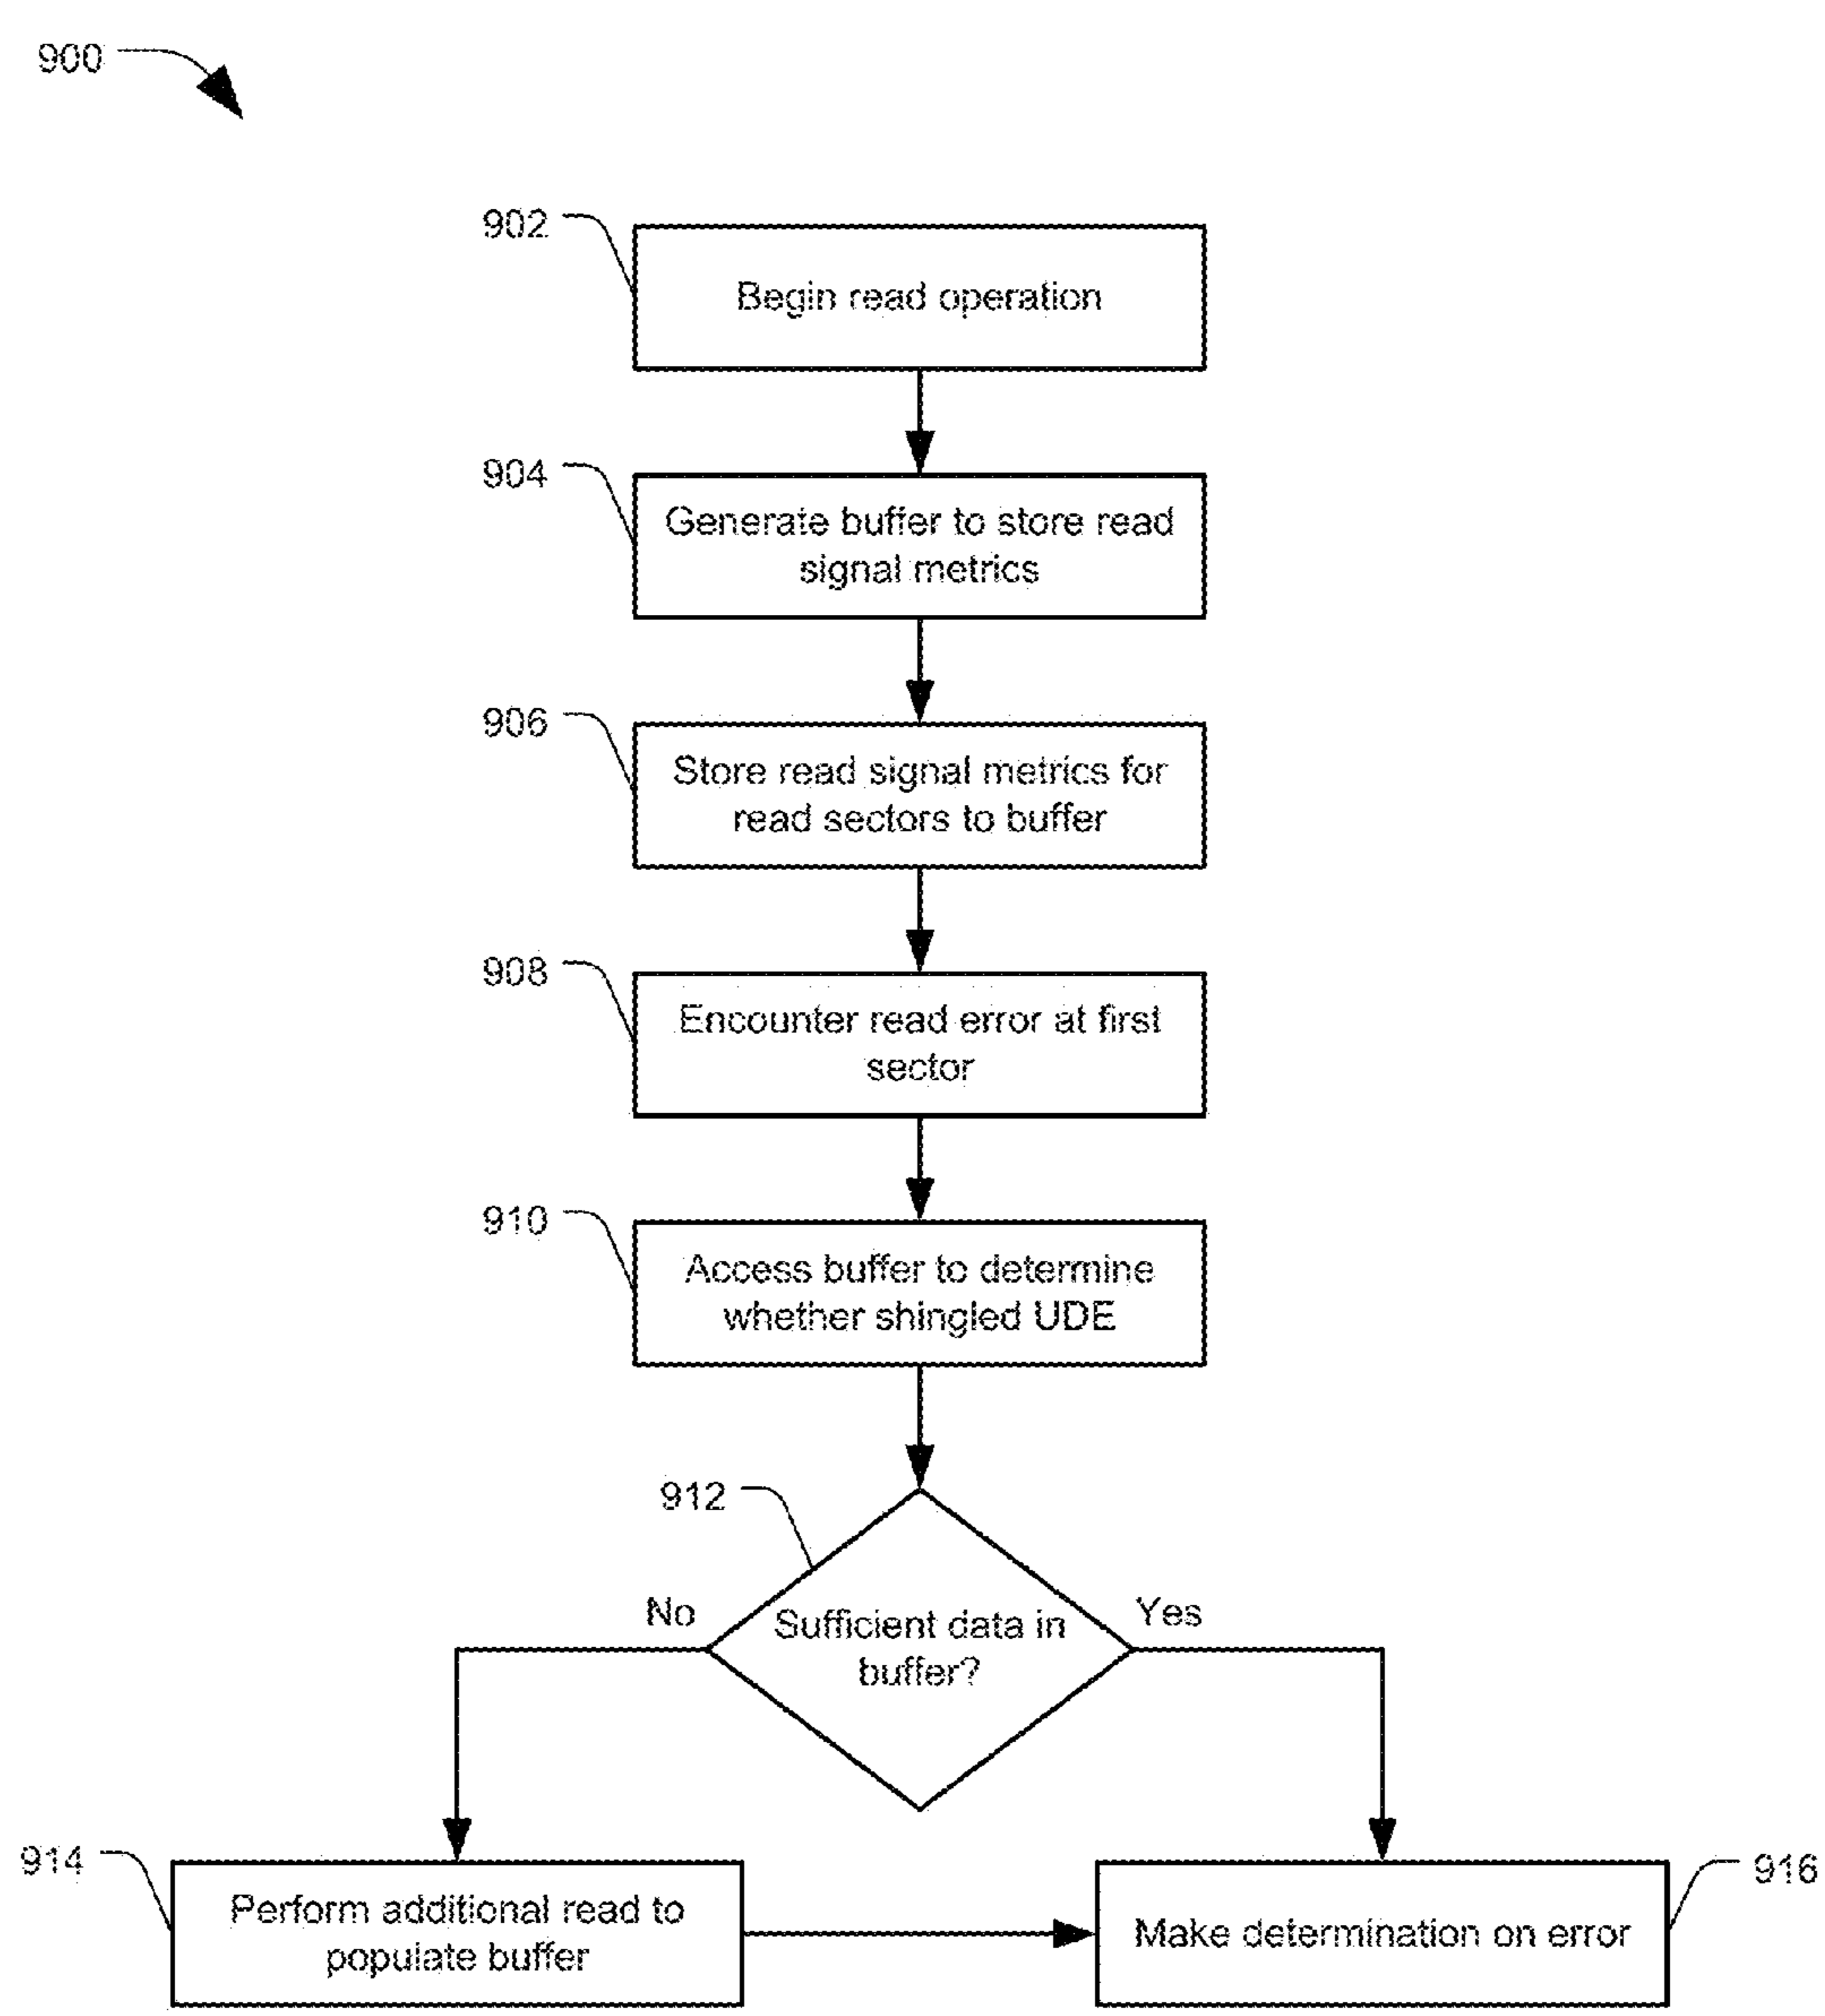 900
902
Begin read operation
904
Generate buffer to store read
signal metrics
906
Store read signal metrics for
read sectors to buffer
908
Encounter read error at first
sector
910
Access buffer to determine
whether shingled UDE
912
No
Sufficient data in
buffer?
Yes
914
Perform additional read to
populate buffer
Make determination on error
916